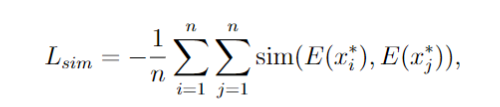 L_{sim} = -\frac{1}{n} \sum_{i=1}^{n} \sum_{j=1}^{n} \text{sim}(E(x_i^*), E(x_j^*)),